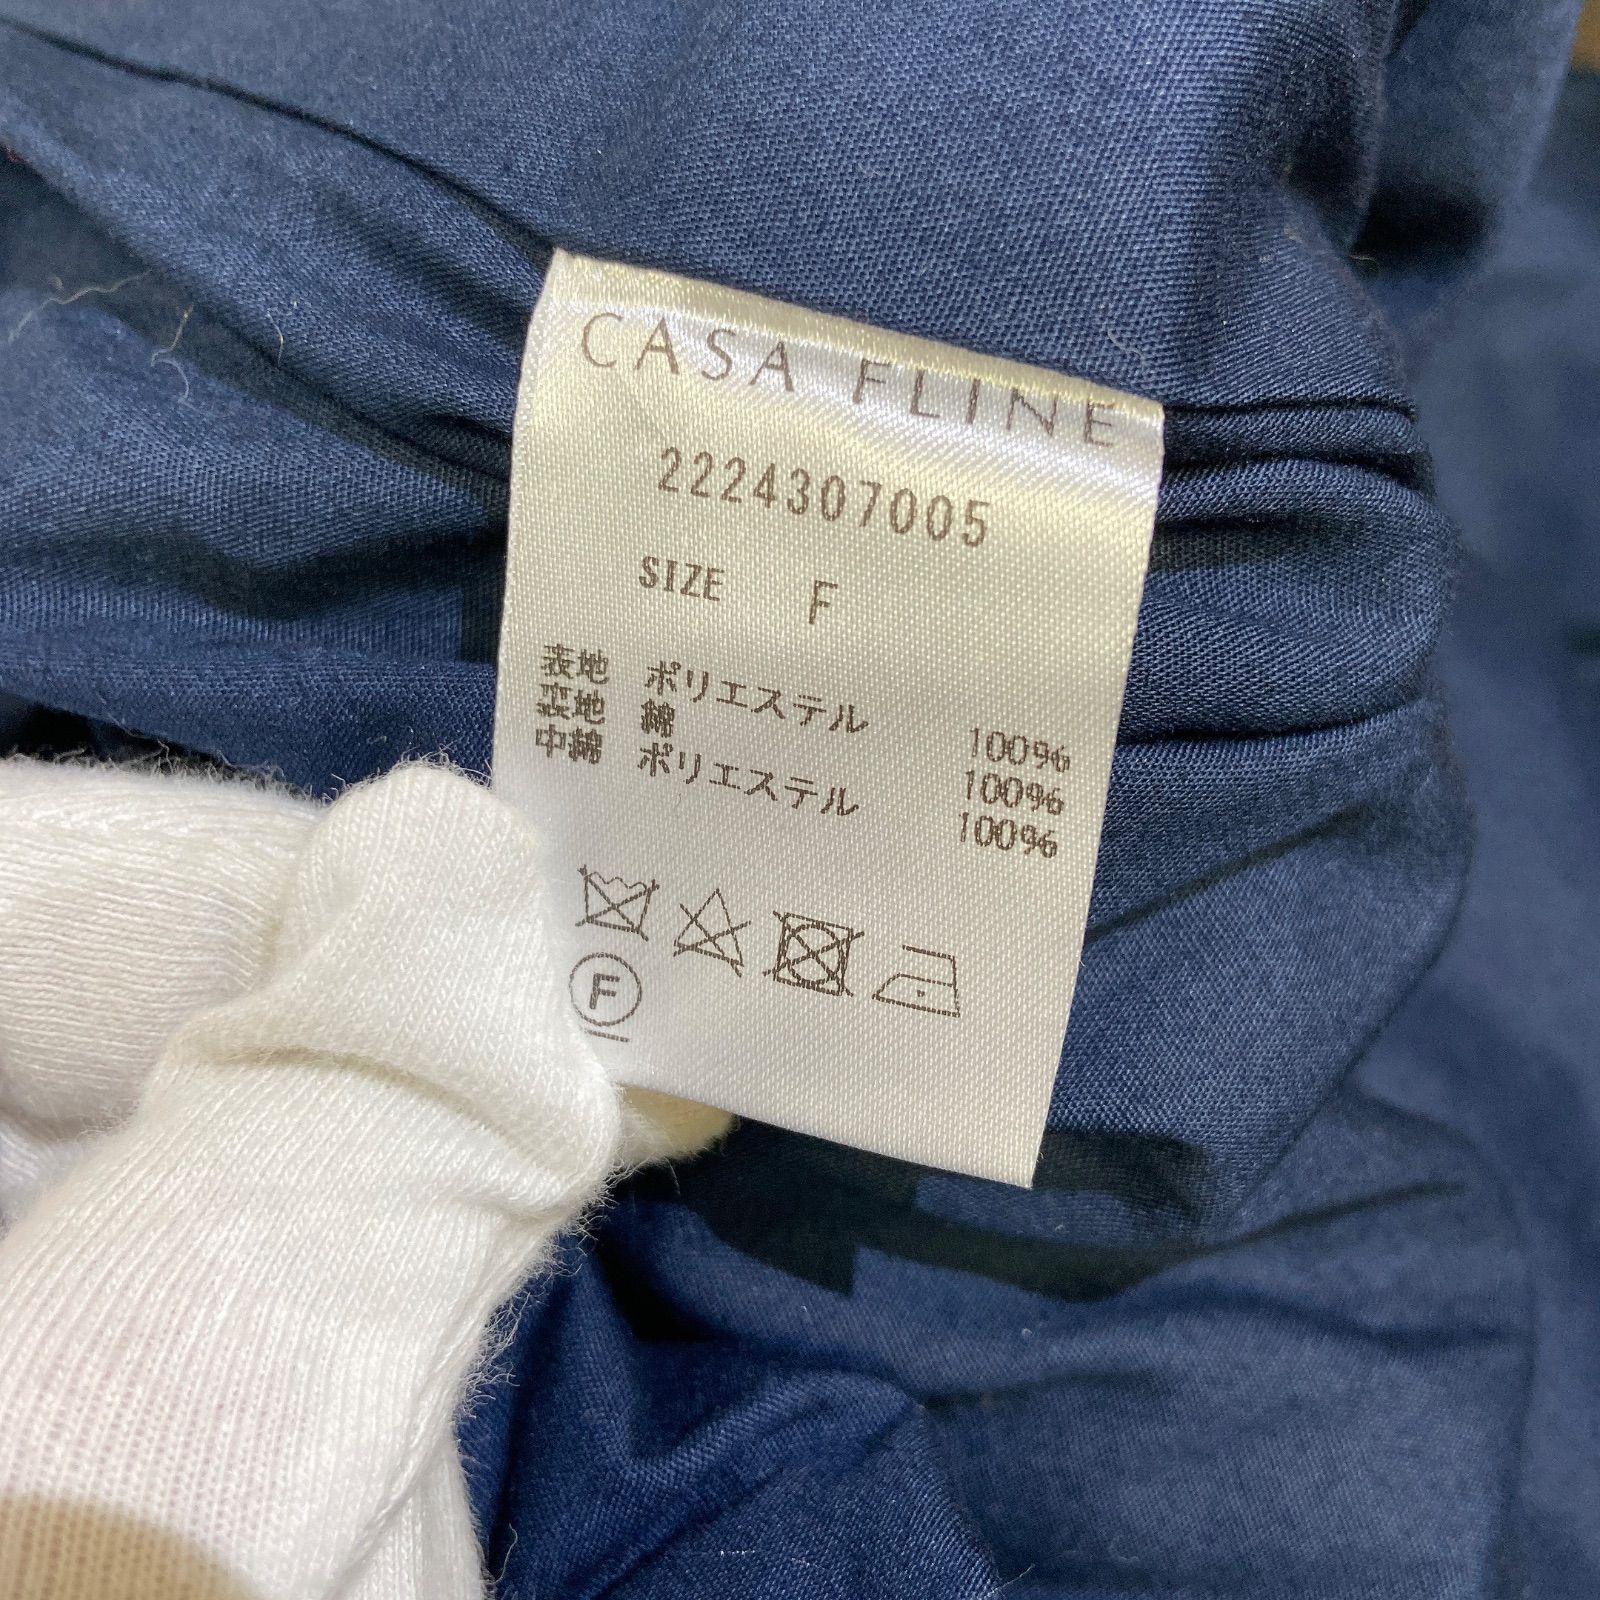 CASA FLINE
2224307005
SIZE F
表地 ポリエステル 100%
裏地 綿 100%
中綿 ポリエステル 100%
F